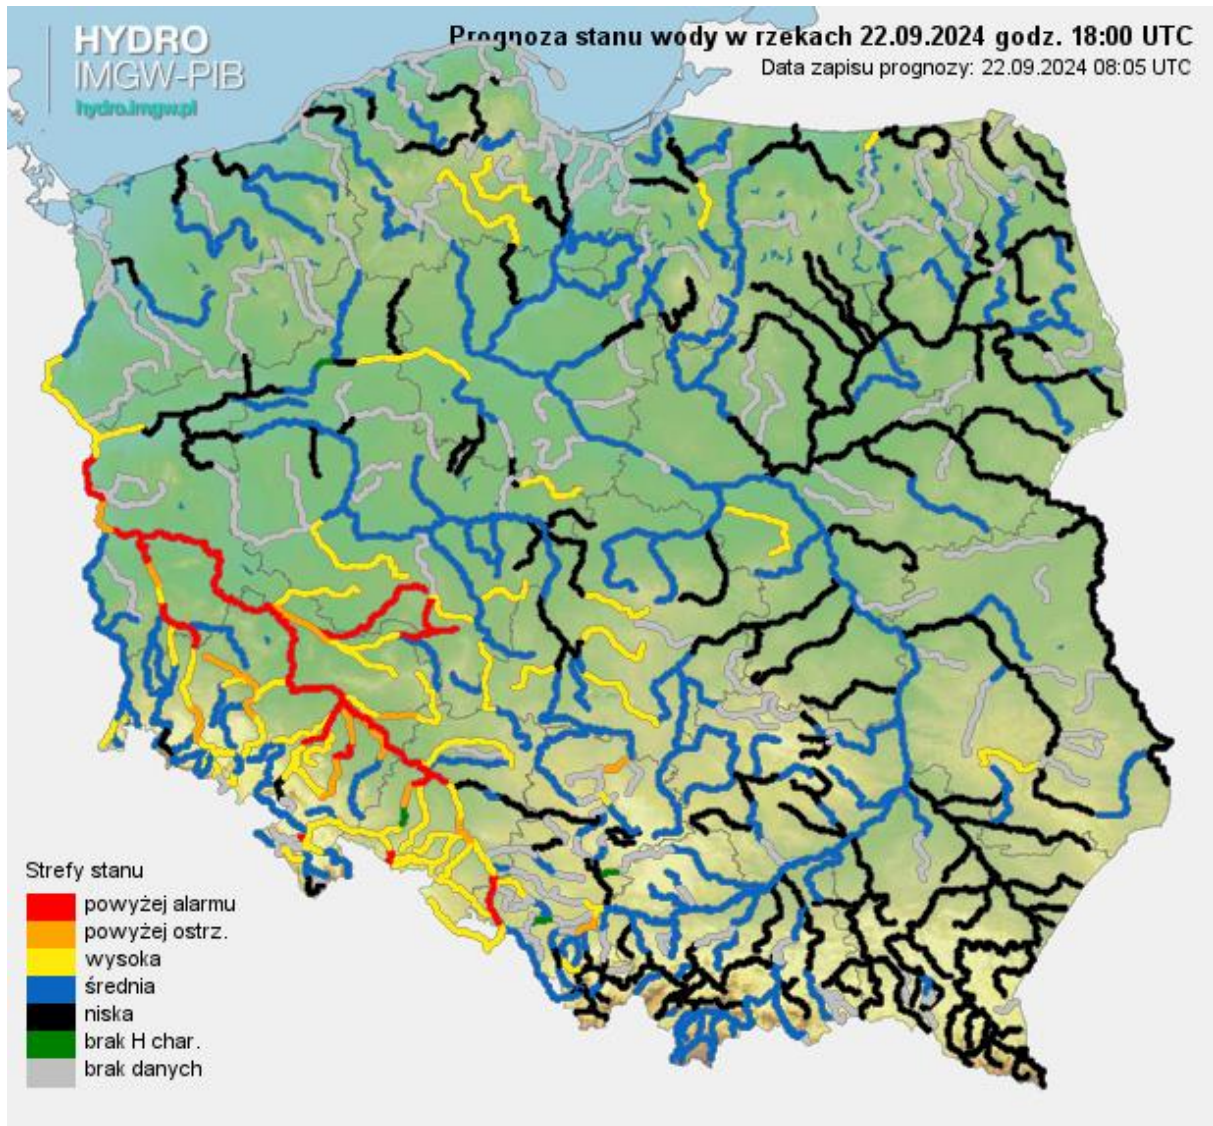 HYDRO
IMGW-PIB
hydro.imgw.pl
Prognoza stanu wody w rzekach 22.09.2024 godz. 18:00 UTC
Data zapisu prognozy: 22.09.2024 08:05 UTC
Strefy stanu
powyżej alarmu
powyżej ostrz.
wysoka
średnia
niska
brak H char.
brak danych